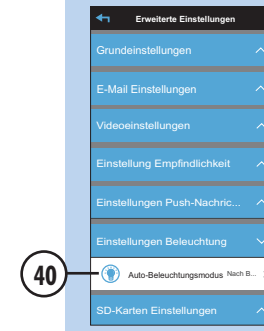 Erweiterte Einstellungen
Grundeinstellungen
E-Mail Einstellungen
Videoeinstellungen
Einstellung Empfindlichkeit
Einstellungen Push-Nachric...
Einstellungen Beleuchtung
40 Auto-Beleuchtungsmodus Nach B...
SD-Karten Einstellungen